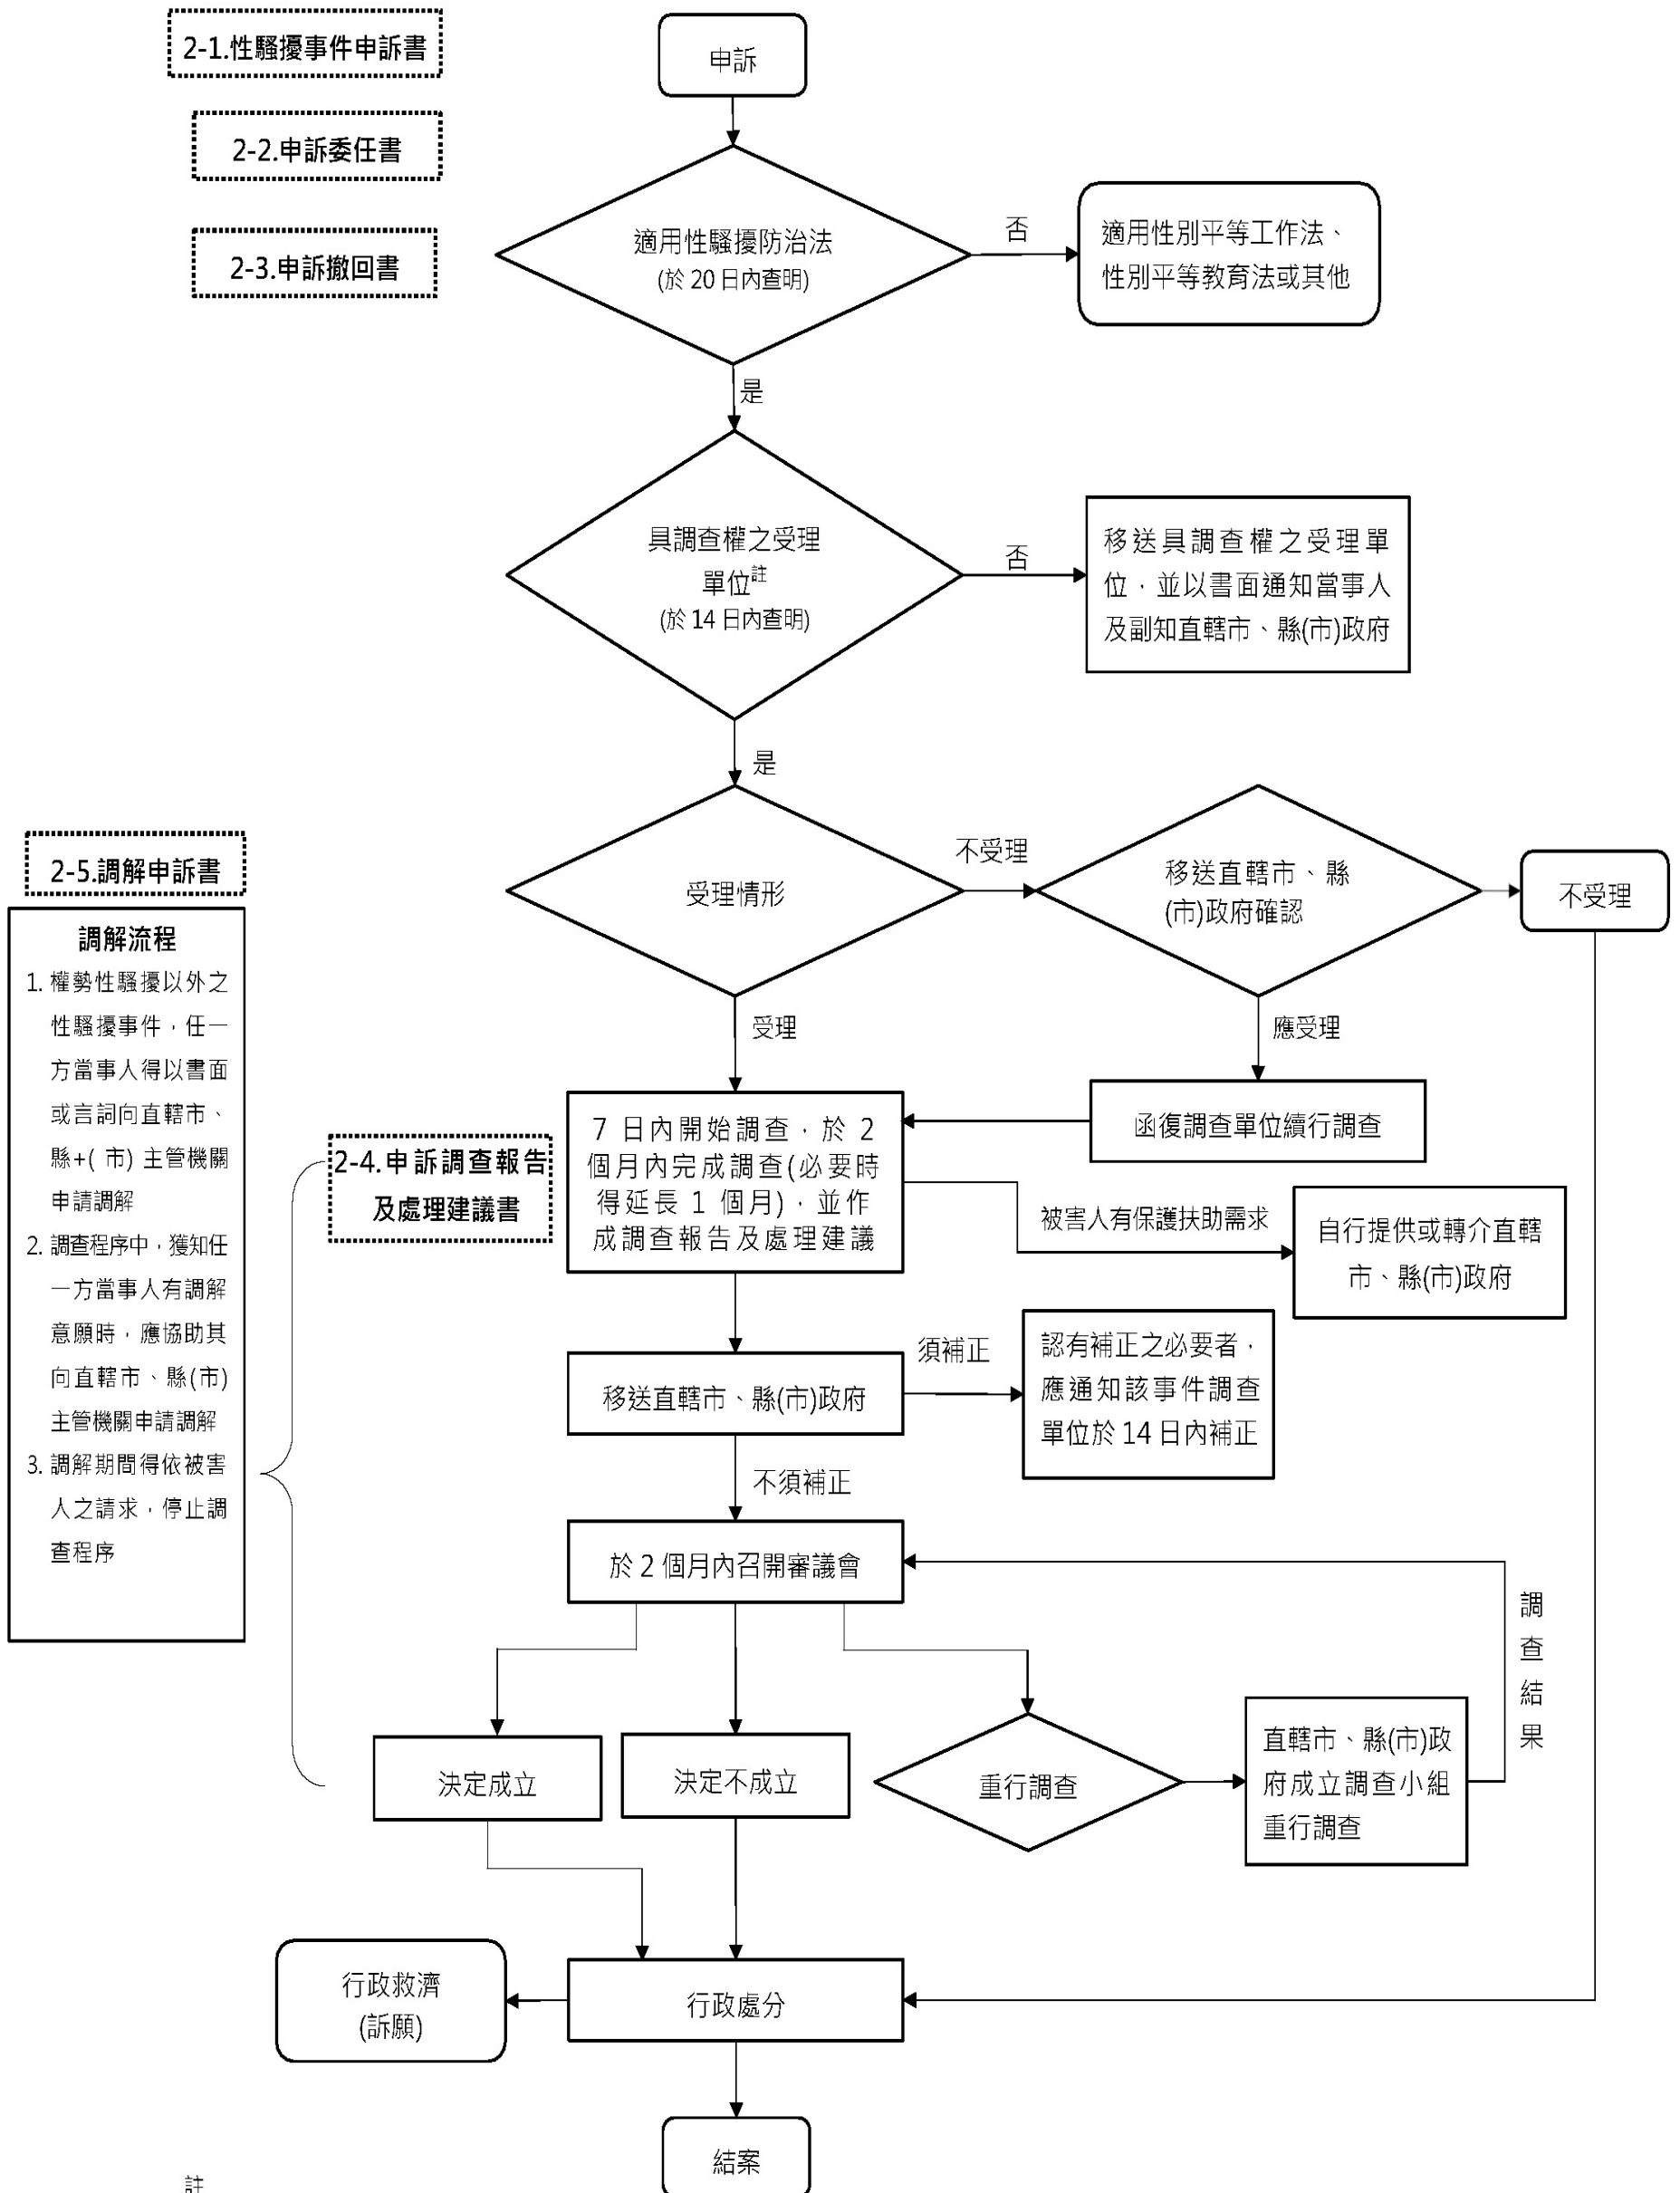 2-1.性騷擾事件申訴書
申訴
2-2.申訴委任書
2-3.申訴撤回書
適用性騷擾防治法
(於 20 日內查明)
否
適用性別平等工作法、
性別平等教育法或其他
是
具調查權之受理
單位註
(於 14 日內查明)
否
移送具調查權之受理單
位，並以書面通知當事人
及副知直轄市、縣(市)政府
是
受理情形
不受理
移送直轄市、縣
(市)政府確認
不受理
受理
應受理
函復調查單位續行調查
2-5.調解申訴書
調解流程
1. 權勢性騷擾以外之
性騷擾事件，任一
方當事人得以書面
或言詞向直轄市、
縣+( 市) 主管機關
申請調解
2. 調查程序中，獲知任
一方當事人有調解
意願時，應協助其
向直轄市、縣(市)
主管機關申請調解
3. 調解期間得依被害
人之請求，停止調
查程序
2-4.申訴調查報告
及處理建議書
7 日內開始調查，於 2
個月內完成調查(必要時
得延長 1 個月)，並作
成調查報告及處理建議
被害人有保護扶助需求
自行提供或轉介直轄
市、縣(市)政府
移送直轄市、縣(市)政府
須補正
認有補正之必要者，
應通知該事件調查
單位於 14 日內補正
不須補正
於 2 個月內召開審議會
調
查
結
果
決定成立
決定不成立
重行調查
直轄市、縣(市)政
府成立調查小組
重行調查
行政救濟
(訴願)
行政處分
結案
註